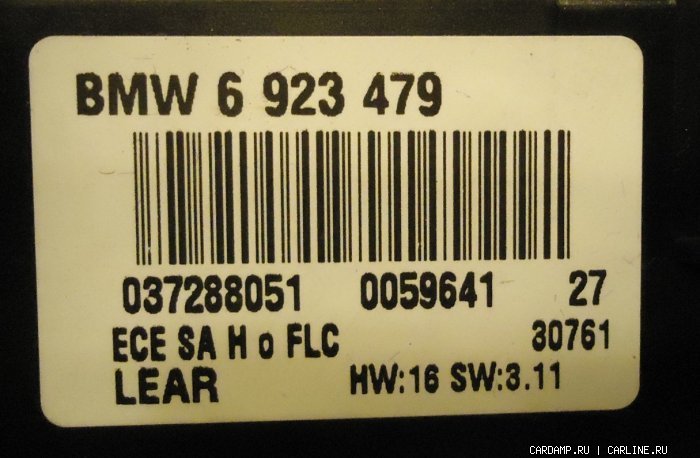 BMW 6 923 479
037288051 0059641 27
ECE SA H o FLC 30761
LEAR HW:16 SW:3.11
CARDAMP.RU | CARLINE.RU